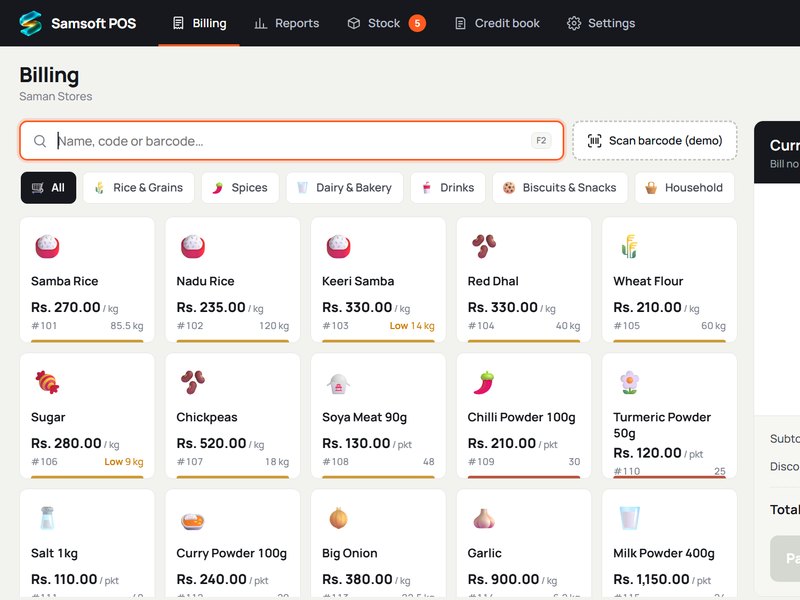 Samsoft POS
Billing
Reports
Stock
5
Credit book
Settings
Billing
Saman Stores
Name, code or barcode...
F2
Scan barcode (demo)
Curr
Bill no
All
Rice & Grains
Spices
Dairy & Bakery
Drinks
Biscuits & Snacks
Household
Samba Rice
Rs. 270.00 / kg
#101 85.5 kg
Nadu Rice
Rs. 235.00 / kg
#102 120 kg
Keeri Samba
Rs. 330.00 / kg
#103 Low 14 kg
Red Dhal
Rs. 330.00 / kg
#104 40 kg
Wheat Flour
Rs. 210.00 / kg
#105 60 kg
Sugar
Rs. 280.00 / kg
#106 Low 9 kg
Chickpeas
Rs. 520.00 / kg
#107 18 kg
Soya Meat 90g
Rs. 130.00 / pkt
#108 48
Chilli Powder 100g
Rs. 210.00 / pkt
#109 30
Turmeric Powder
50g
Rs. 120.00 / pkt
#110 25
Salt 1kg
Rs. 110.00 / pkt
Curry Powder 100g
Rs. 240.00 / pkt
Big Onion
Rs. 380.00 / kg
Garlic
Rs. 900.00 / kg
Milk Powder 400g
Rs. 1,150.00 / pkt
Subto
Disco
Total
Pa